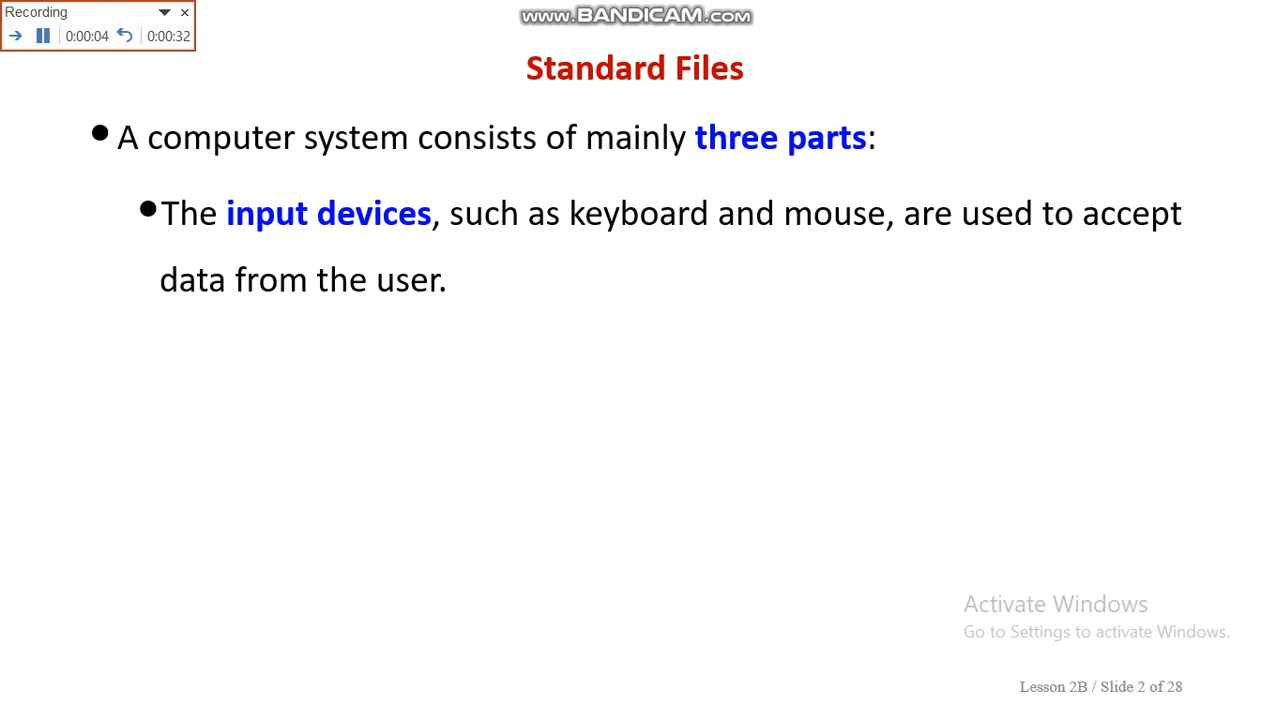 Recording
0:00:04 0:00:32
www.BANDICAM.com
Standard Files
• A computer system consists of mainly three parts:
• The input devices, such as keyboard and mouse, are used to accept
data from the user.
Activate Windows
Go to Settings to activate Windows.
Lesson 2B / Slide 2 of 28